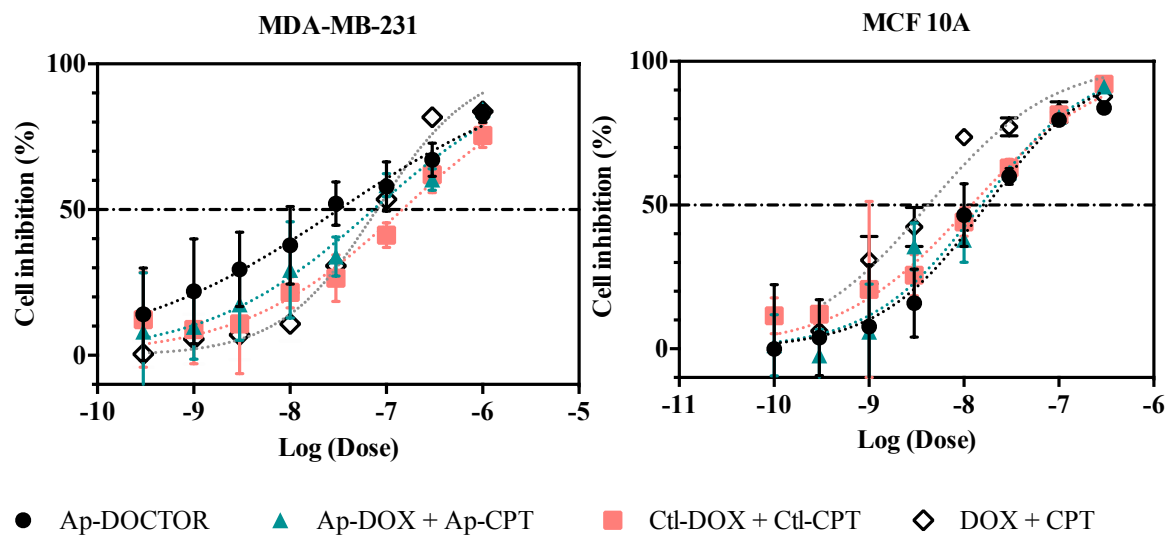 MDA-MB-231
MCF 10A
Cell inhibition (%)
100
50
0
-10 -9 -8 -7 -6 -5
Log (Dose)
Cell inhibition (%)
100
50
0
-11 -10 -9 -8 -7 -6
Log (Dose)
Ap-DOCTOR Ap-DOX + Ap-CPT Ctl-DOX + Ctl-CPT DOX + CPT